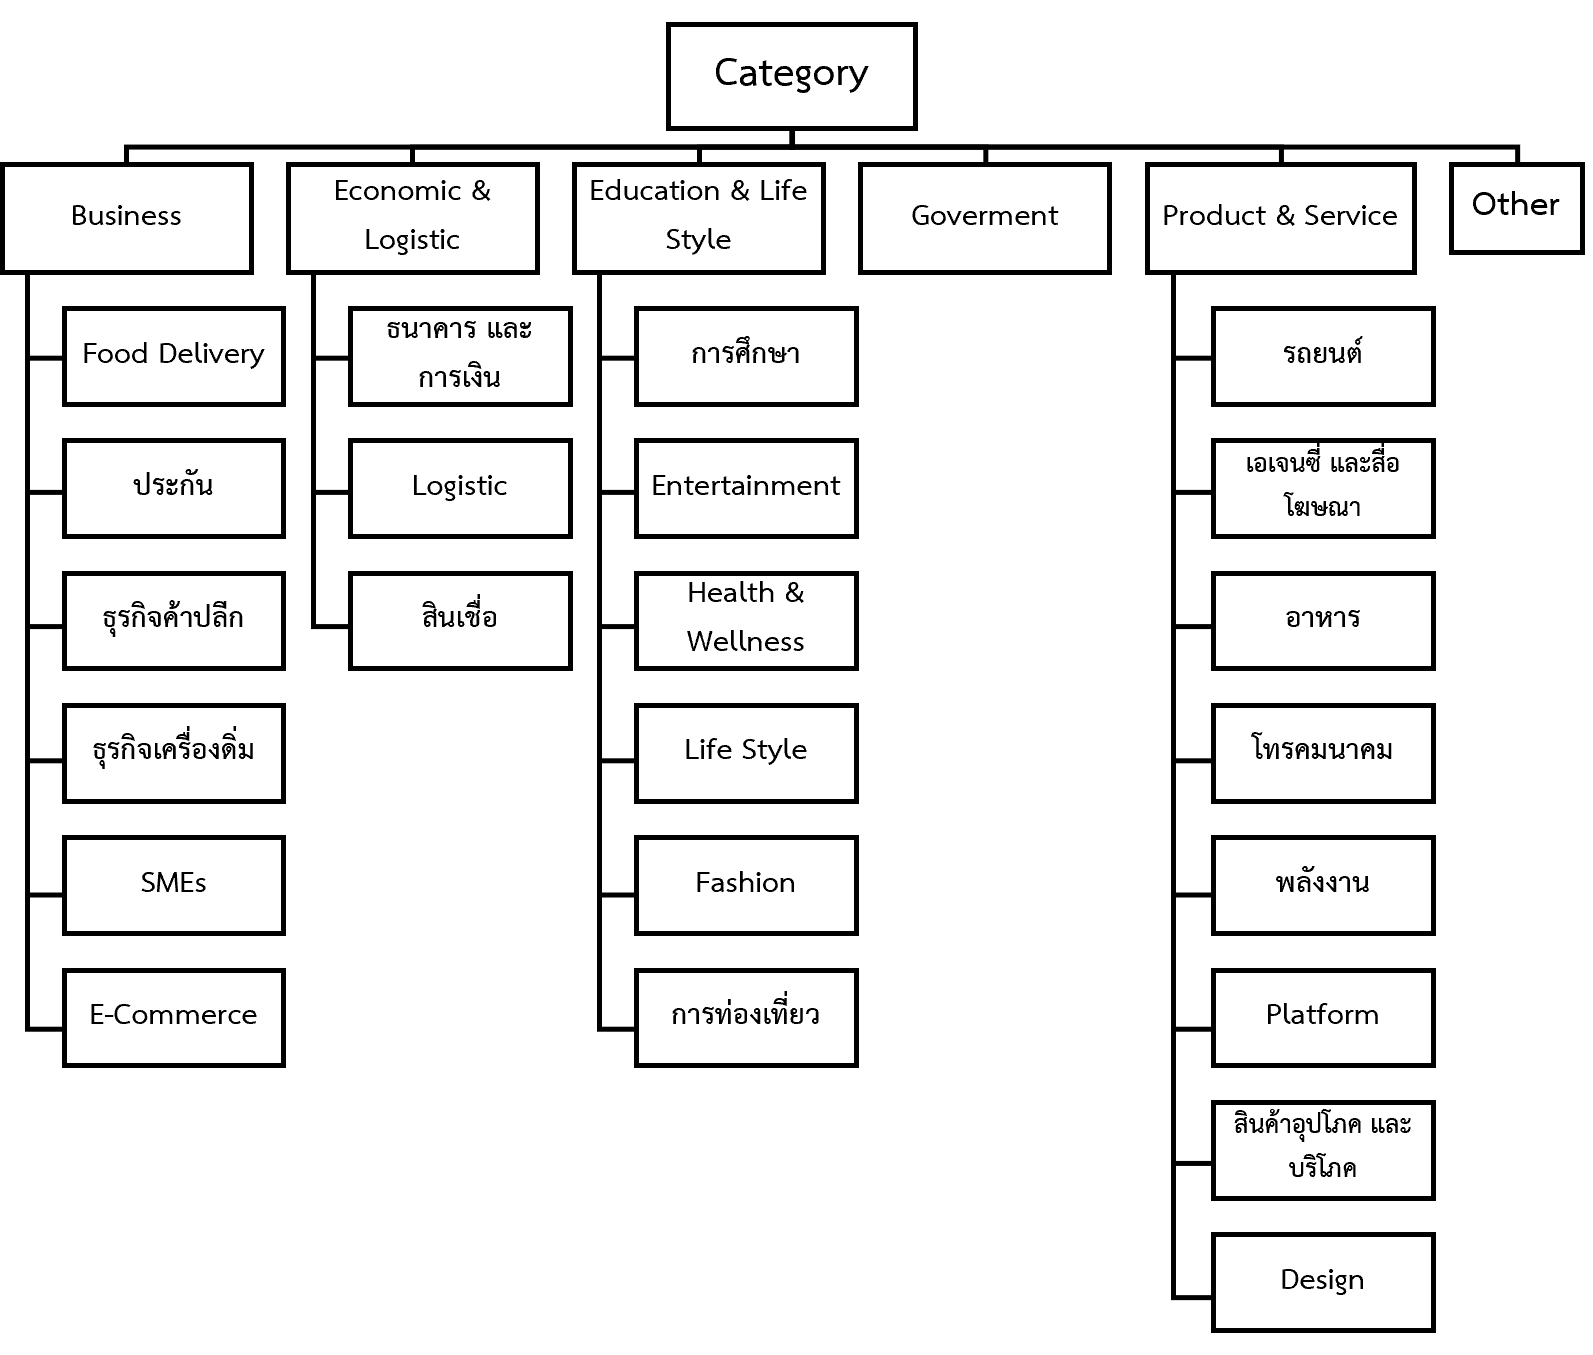 Category
Business
Economic &
Logistic
Education & Life
Style
Goverment
Product & Service
Other
Food Delivery
ประกัน
ธุรกิจค้าปลีก
ธุรกิจเครื่องดิ่ม
SMEs
E-Commerce
ธนาคาร และ
การเงิน
Logistic
สินเชื่อ
การศึกษา
Entertainment
Health &
Wellness
Life Style
Fashion
การท่องเที่ยว
รถยนต์
เอเจนซี่ และสื่อ
โฆษณา
อาหาร
โทรคมนาคม
พลังงาน
Platform
สินค้าอุปโภค และ
บริโภค
Design